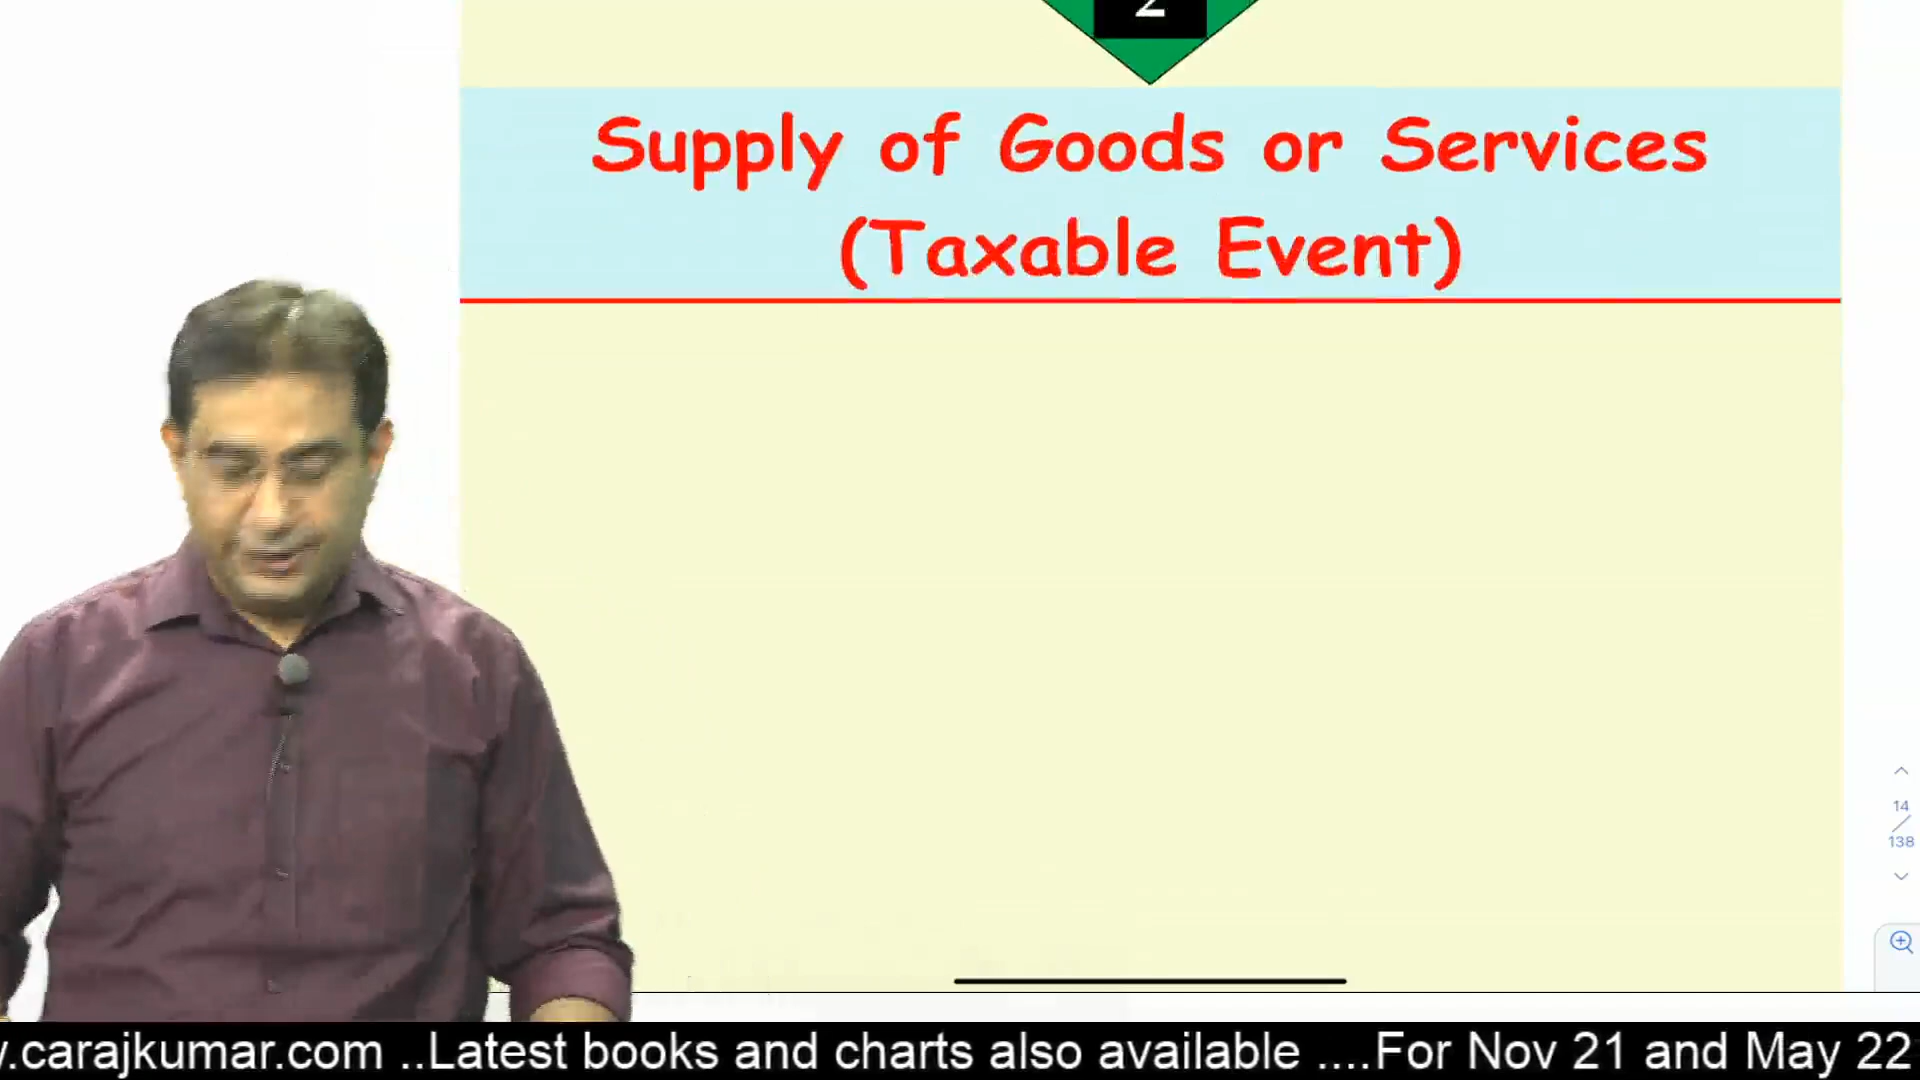 2
Supply of Goods or Services
(Taxable Event)
14
138
.carajkumar.com ..Latest books and charts also available ....For Nov 21 and May 22